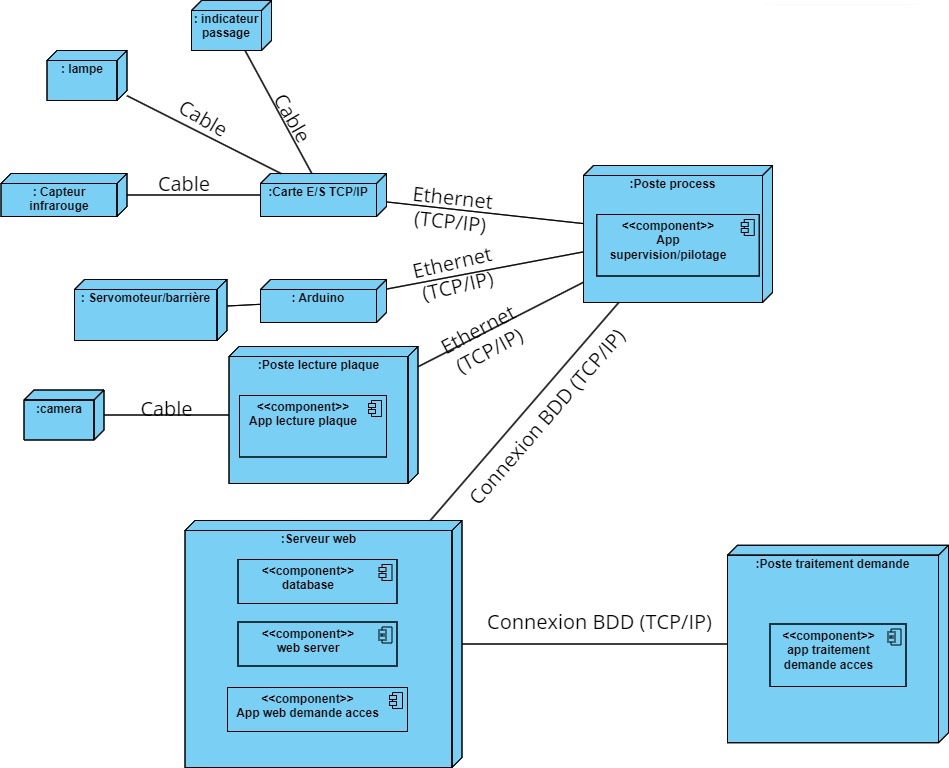 : indicateur
passage
: lampe
Cable
Cable
: Capteur
infrarouge
Cable
:Carte E/S TCP/IP
Ethernet
(TCP/IP)
:Poste process
<<component>>
App
supervision/pilotage
: Servomoteur/barrière
: Arduino
Ethernet
(TCP/IP)
Ethernet
(TCP/IP)
:Poste lecture plaque
<<component>>
App lecture plaque
:camera
Cable
Connexion BDD (TCP/IP)
:Serveur web
<<component>>
database
<<component>>
web server
<<component>>
App web demande acces
Connexion BDD (TCP/IP)
:Poste traitement demande
<<component>>
app traitement
demande acces